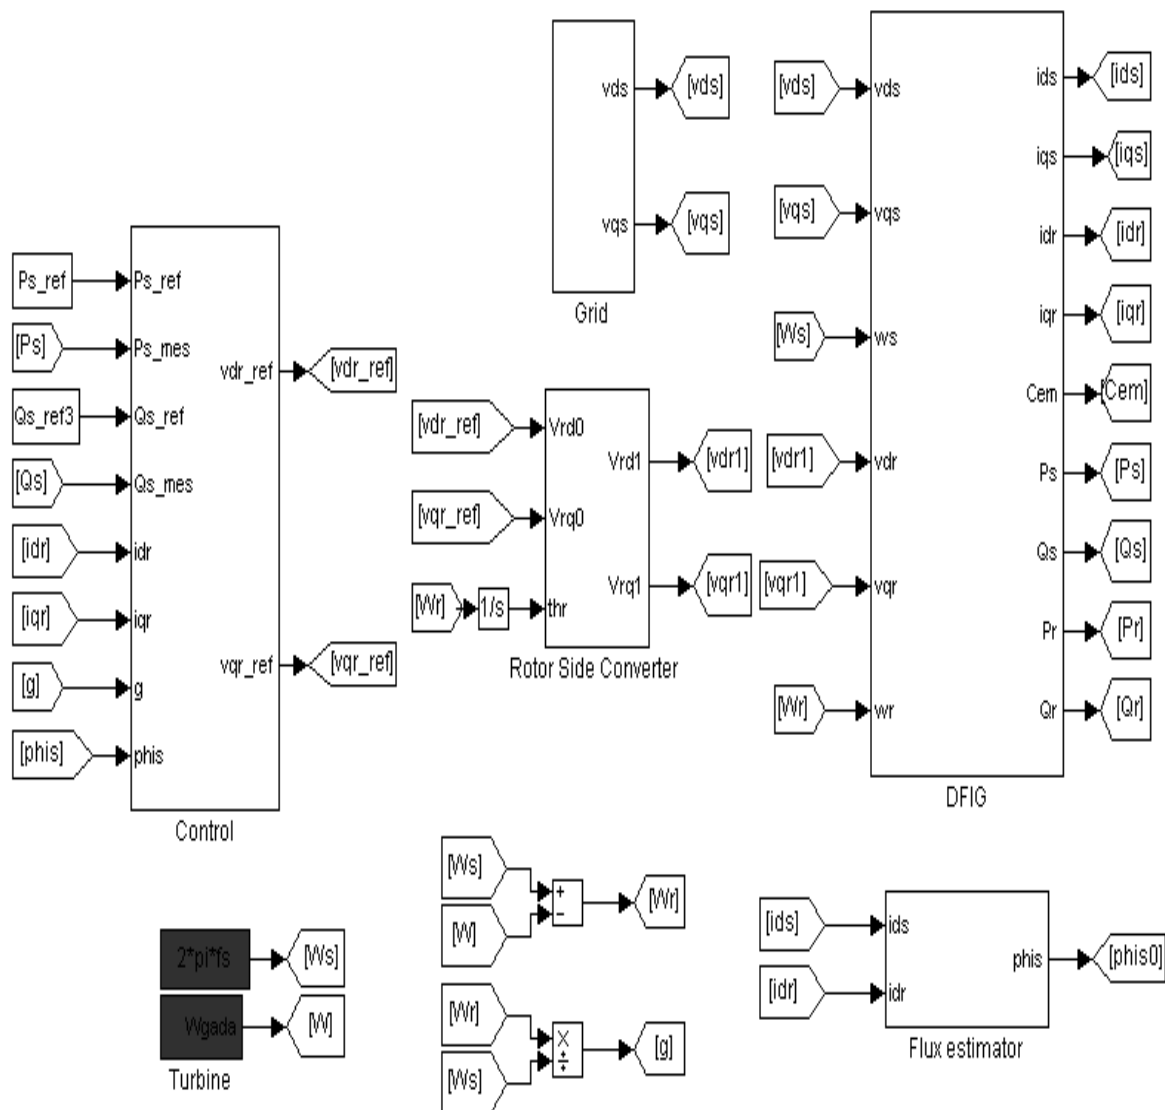 vds
[vds]
vqs
[vqs]
Grid
[vds]
vds
[vqs]
vqs
[Ws]
ws
[vdr1]
vdr
[vqr1]
vqr
[Wr]
wr
ids
[ids]
iqs
[iqs]
idr
[idr]
iqr
[iqr]
Cem
[Cem]
Ps
[Ps]
Qs
[Qs]
Pr
[Pr]
Qr
[Qr]
DFIG
Ps_ref
Ps_ref
[Ps]
Ps_mes
Qs_ref3
Qs_ref
[Qs]
Qs_mes
[idr]
idr
[iqr]
iqr
[g]
g
[phis]
phis
vdr_ref
[vdr_ref]
vqr_ref
[vqr_ref]
Control
[vdr_ref]
Vrd0
[vqr_ref]
Vrq0
[Wr]
1/s
thr
Vrd1
[vdr1]
Vrq1
[vqr1]
Rotor Side Converter
2*pi*fs
[Ws]
Wgada
[W]
Turbine
[Ws]
+
[W]
−
[Wr]
[Wr]
×
[Ws]
÷
[g]
[ids]
ids
[idr]
idr
phis
[phis0]
Flux estimator